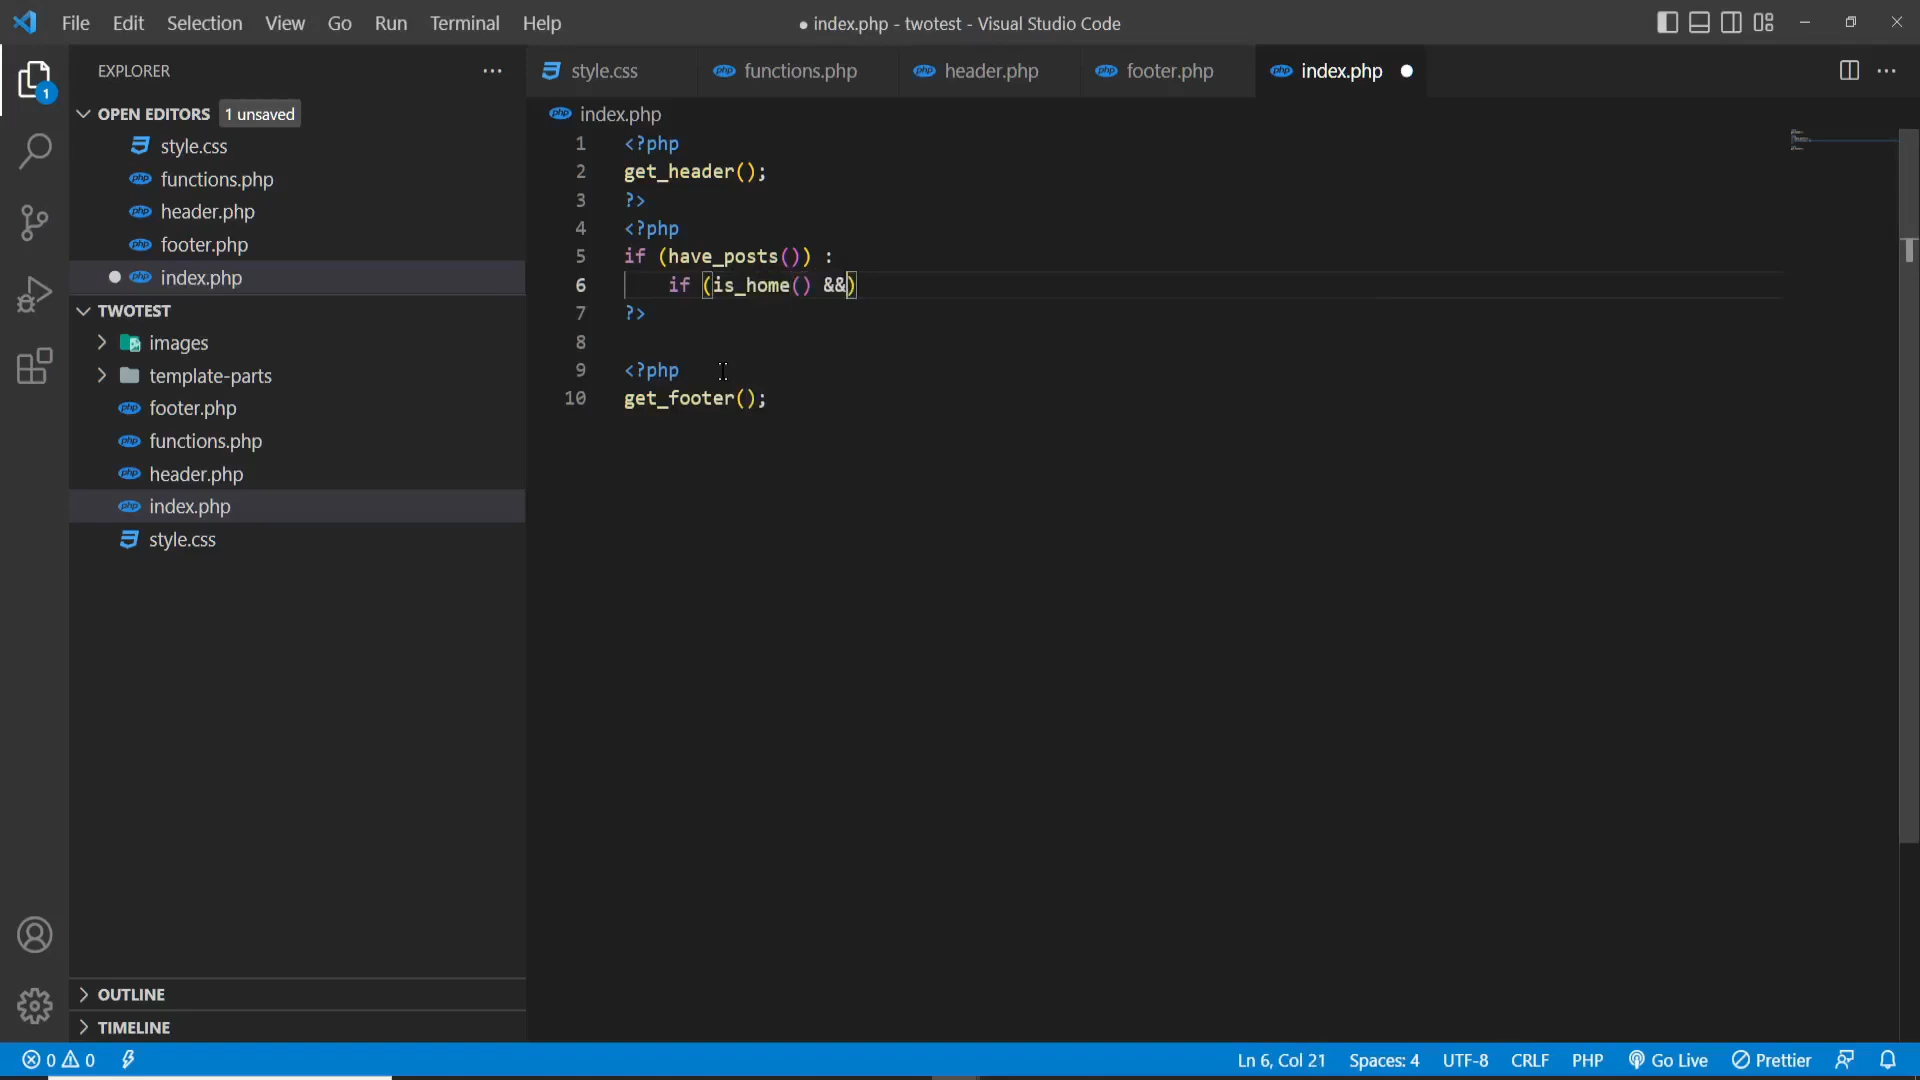 File Edit Selection View Go Run Terminal Help
● index.php - twotest - Visual Studio Code
EXPLORER
OPEN EDITORS 1 unsaved
style.css
functions.php
header.php
footer.php
index.php
TWOTEST
images
template-parts
footer.php
functions.php
header.php
index.php
style.css
OUTLINE
TIMELINE
1
style.css functions.php header.php footer.php index.php
index.php
1 <?php
2 get_header();
3 ?>
4 <?php
5 if (have_posts()) :
6 if (is_home() &&)
7 ?>
8
9 <?php
10 get_footer();
0 0 Ln 6, Col 21 Spaces: 4 UTF-8 CRLF PHP Go Live Prettier